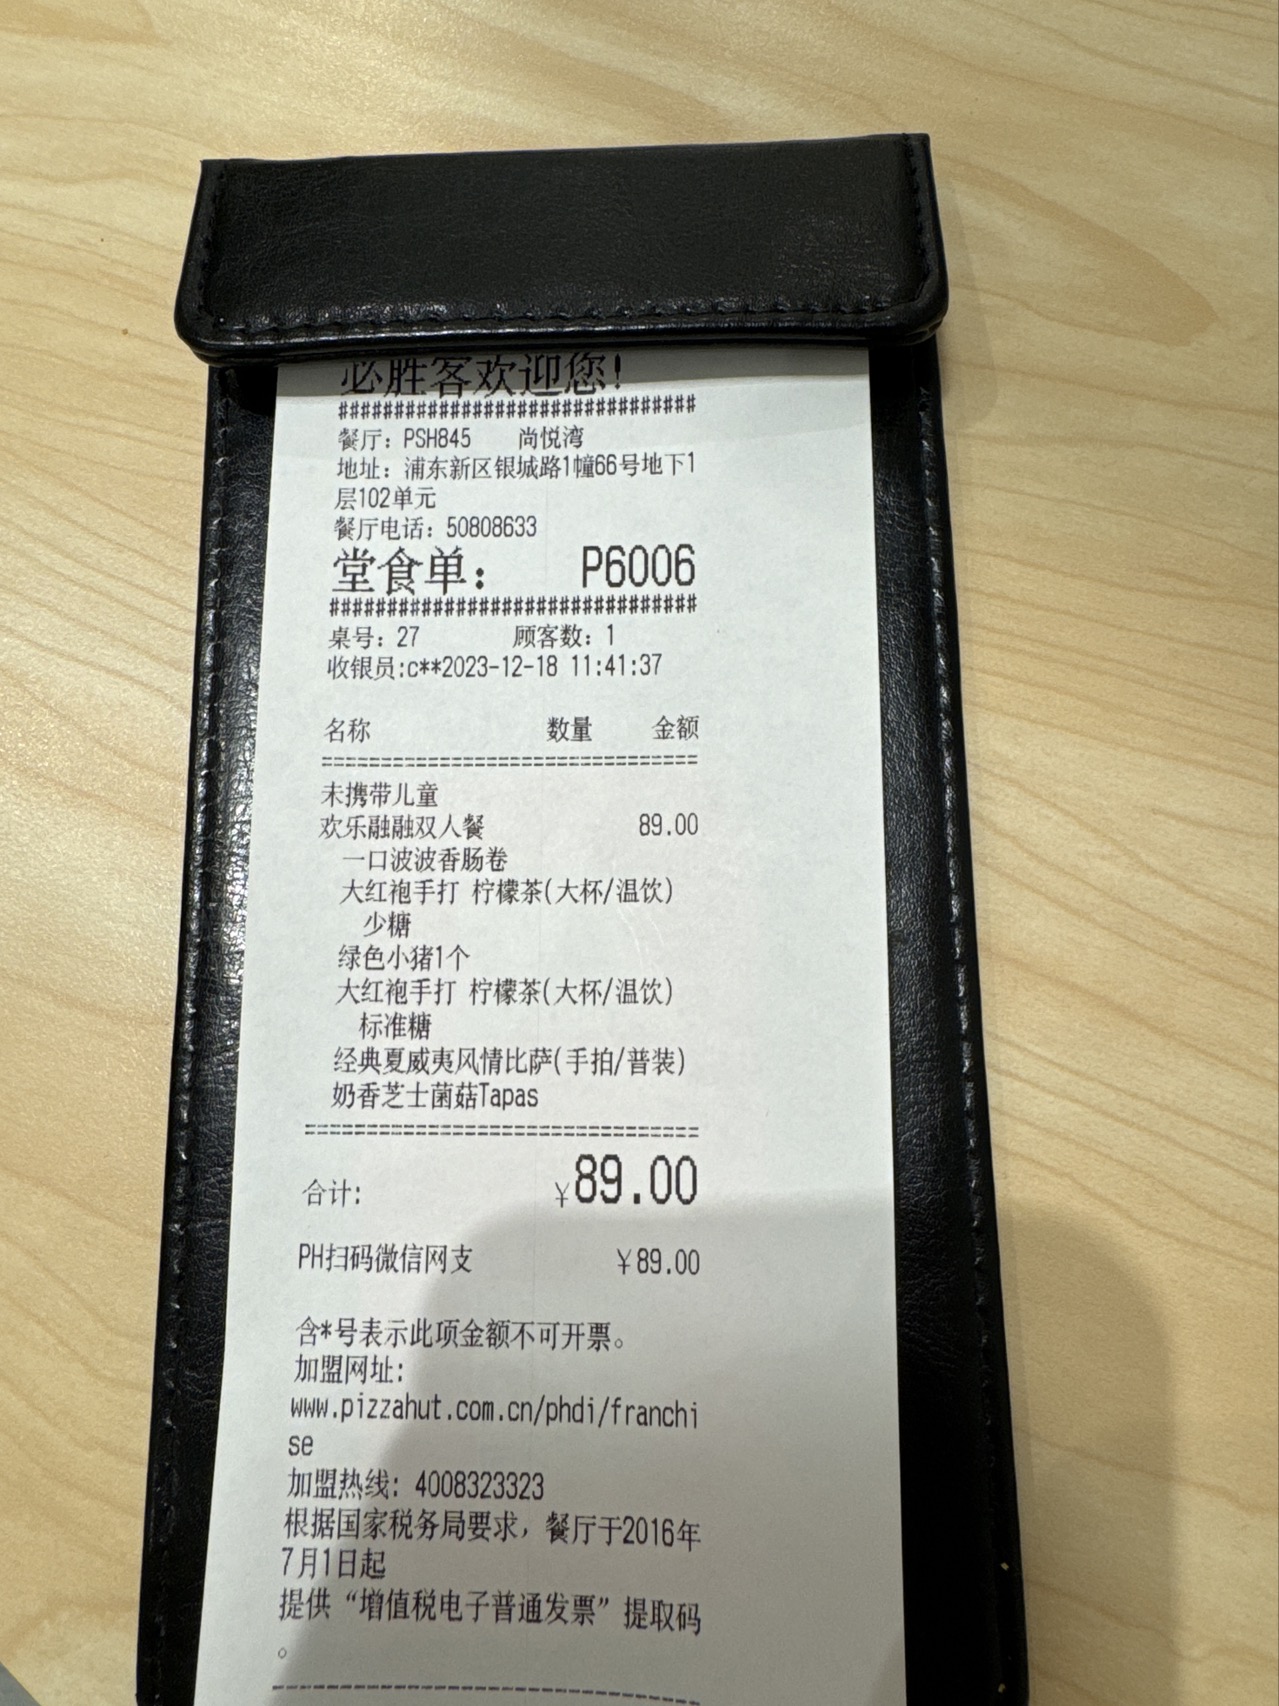 必胜客欢迎您!
################################
餐厅: PSH845 尚悦湾
地址: 浦东新区银城路1幢66号地下1
层102单元
餐厅电话: 50808633
堂食单: P6006
################################
桌号: 27 顾客数: 1
收银员:c**2023-12-18 11:41:37
名称 数量 金额
================================
未携带儿童
欢乐融融双人餐 89.00
一口波波香肠卷
大红袍手打 柠檬茶(大杯/温饮)
少糖
绿色小猪1个
大红袍手打 柠檬茶(大杯/温饮)
标准糖
经典夏威夷风情比萨(手拍/普装)
奶香芝士菌菇Tapas
================================
合计: ¥89.00
PH扫码微信网支 ¥89.00
含*号表示此项金额不可开票。
加盟网址:
www.pizzahut.com.cn/phdi/franchi
se
加盟热线: 4008323323
根据国家税务局要求，餐厅于2016年
7月1日起
提供“增值税电子普通发票”提取码
。
--------------------------------